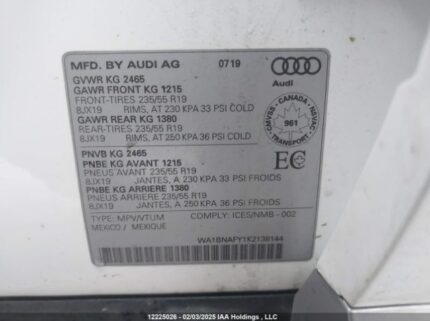 MFD. BY AUDI AG 07/19
Audi
GVWR KG 2465
GAWR FRONT KG 1215
FRONT-TIRES 235/55 R19
8JX19 RIMS, AT 230 KPA 33 PSI COLD
GAWR REAR KG 1380
REAR-TIRES 235/55 R19
8JX19 RIMS, AT 250 KPA 36 PSI COLD
CANADA
CMVSS NSVAC
961
TRANSPORT
PNVB KG 2465
PNBE KG AVANT 1215
PNEUS AVANT 235/55 R19
8JX19 JANTES, A 230 KPA 33 PSI FROIDS
PNBE KG ARRIERE 1380
PNEUS ARRIERE 235/55 R19
8JX19 JANTES, A 250 KPA 36 PSI FROIDS
EC
TYPE: MPV/VTUM COMPLY: ICES/NMB - 002
MEXICO / MEXIQUE
WA1BNAFY1K2138144
12225026 - 02/03/2025 IAA Holdings , LLC